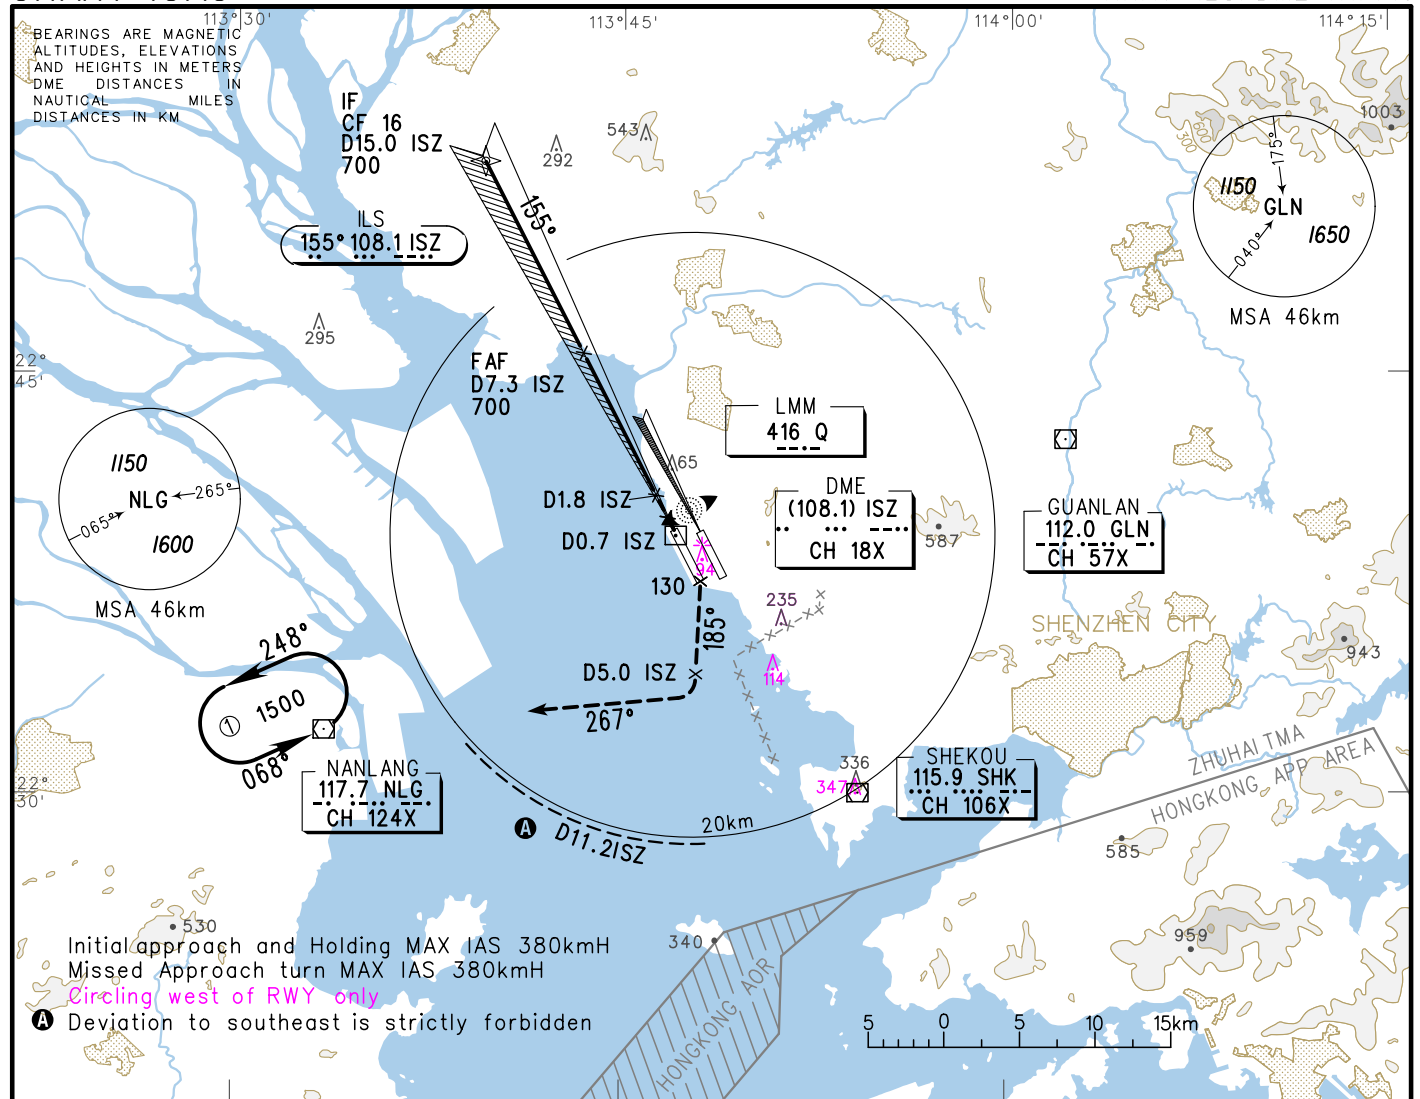 113°30'
113°45'
114°00'
114°15'
BEARINGS ARE MAGNETIC
ALTITUDES, ELEVATIONS
AND HEIGHTS IN METERS
DME DISTANCES IN
NAUTICAL MILES
DISTANCES IN KM
IF
CF 16
D15.0 ISZ
700
292
543
1003
600
300
175°
1150
GLN
1650
040°
MSA 46km
155°
ILS
155° 108.1 ISZ
295
22°
45'
FAF
D7.3 ISZ
700
LMM
416 Q
65
1150
NLG
265°
065°
1600
MSA 46km
D1.8 ISZ
D0.7 ISZ
DME
(108.1) ISZ
CH 18X
587
GUANLAN
112.0 GLN
CH 57X
94
130
185°
235
114
SHENZHEN CITY
943
248°
1500
1
068°
D5.0 ISZ
267°
NANLANG
117.7 NLG
CH 124X
336
347
SHEKOU
115.9 SHK
CH 106X
ZHUHAI TMA
HONGKONG APP AREA
22°
30'
A
D11.2ISZ
20km
585
530
340
959
HONGKONG AOR
Initial approach and Holding MAX IAS 380kmH
Missed Approach turn MAX IAS 380kmH
Circling west of RWY only
A Deviation to southeast is strictly forbidden
5 0 5 10 15km